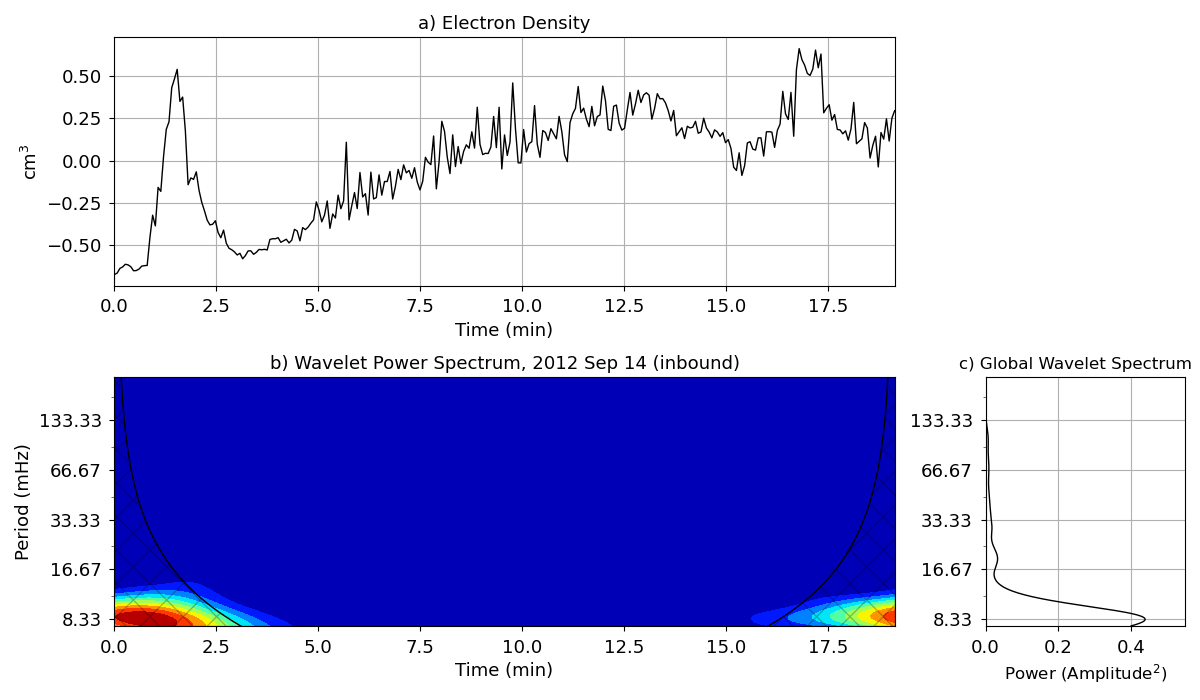 a) Electron Density
cm³
0.50
0.25
0.00
−0.25
−0.50
0.0 2.5 5.0 7.5 10.0 12.5 15.0 17.5
Time (min)
b) Wavelet Power Spectrum, 2012 Sep 14 (inbound)
Period (mHz)
133.33
66.67
33.33
16.67
8.33
0.0 2.5 5.0 7.5 10.0 12.5 15.0 17.5
Time (min)
c) Global Wavelet Spectrum
133.33
66.67
33.33
16.67
8.33
0.0 0.2 0.4
Power (Amplitude²)